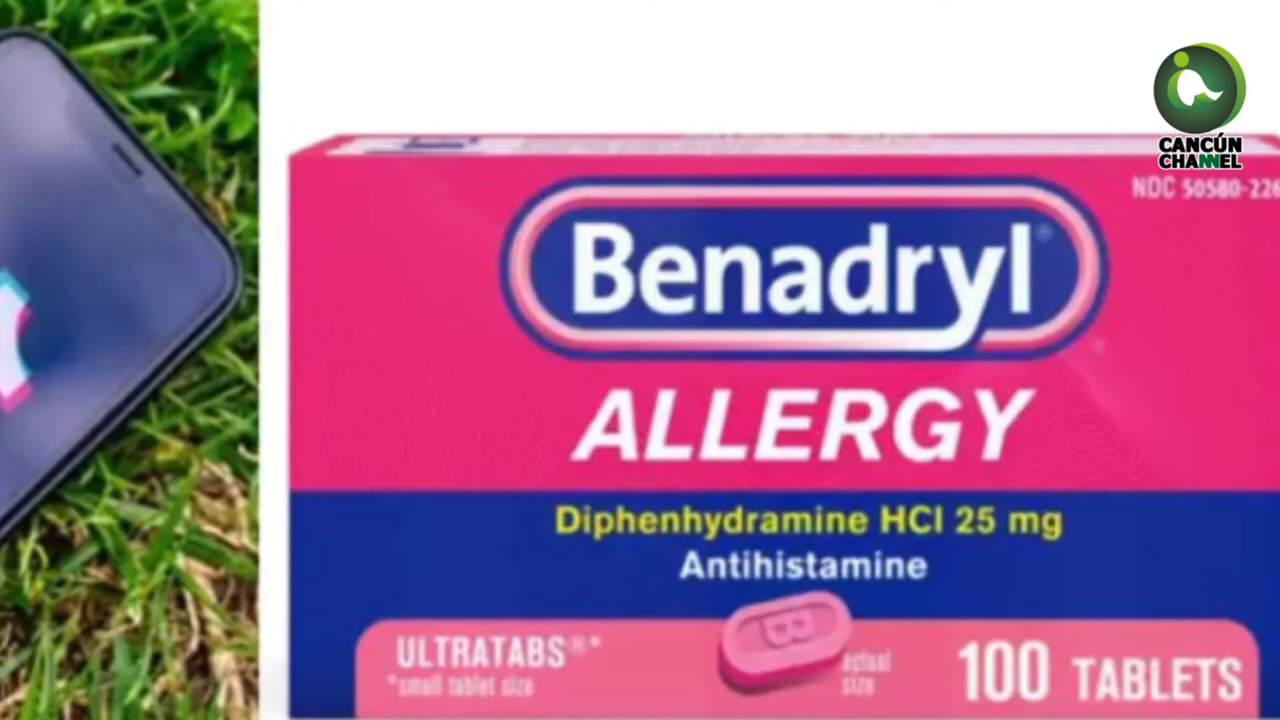 CANCÚN
CHANNEL
NDC 50580-226
Benadryl®
ALLERGY
Diphenhydramine HCl 25 mg
Antihistamine
ULTRATABS®*
*small tablet size
actual
size
100 TABLETS